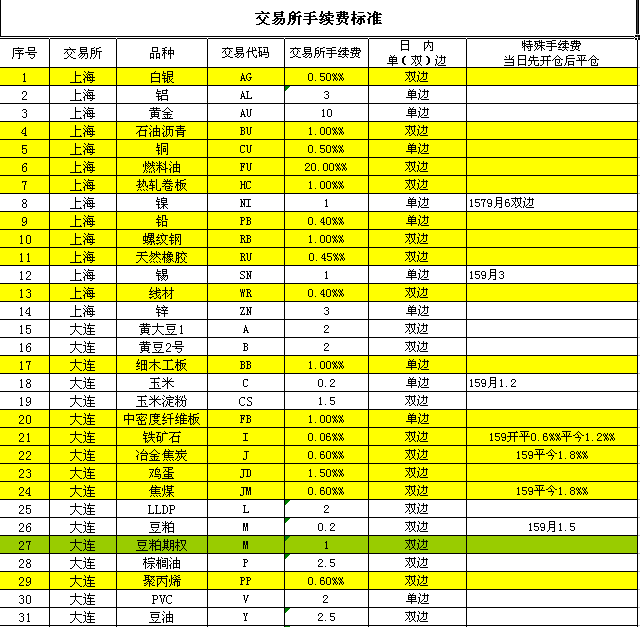 交易所手续费标准
序号 交易所 品种 交易代码 交易所手续费 日 内 单（双）边 特殊手续费 当日先开仓后平仓
1 上海 白银 AG 0.50%% 双边
2 上海 铝 AL 3 单边
3 上海 黄金 AU 10 单边
4 上海 石油沥青 BU 1.00%% 双边
5 上海 铜 CU 0.50%% 单边
6 上海 燃料油 FU 20.00%% 双边
7 上海 热轧卷板 HC 1.00%% 双边
8 上海 镍 NI 1 单边 1579月6双边
9 上海 铅 PB 0.40%% 单边
10 上海 螺纹钢 RB 1.00%% 双边
11 上海 天然橡胶 RU 0.45%% 双边
12 上海 锡 SN 1 单边 159月3
13 上海 线材 WR 0.40%% 双边
14 上海 锌 ZN 3 单边
15 大连 黄大豆1 A 2 双边
16 大连 黄豆2号 B 2 双边
17 大连 细木工板 BB 1.00%% 单边
18 大连 玉米 C 0.2 单边 159月1.2
19 大连 玉米淀粉 CS 1.5 双边
20 大连 中密度纤维板 FB 1.00%% 单边
21 大连 铁矿石 I 0.06%% 双边 159开平0.6%%平今1.2%%
22 大连 冶金焦炭 J 0.60%% 双边 159平今1.8%%
23 大连 鸡蛋 JD 1.50%% 双边
24 大连 焦煤 JM 0.60%% 双边 159平今1.8%%
25 大连 LLDP L 2 双边
26 大连 豆粕 M 0.2 双边 159月1.5
27 大连 豆粕期权 M 1 双边
28 大连 棕榈油 P 2.5 双边
29 大连 聚丙烯 PP 0.60%% 双边
30 大连 PVC V 2 单边
31 大连 豆油 Y 2.5 双边